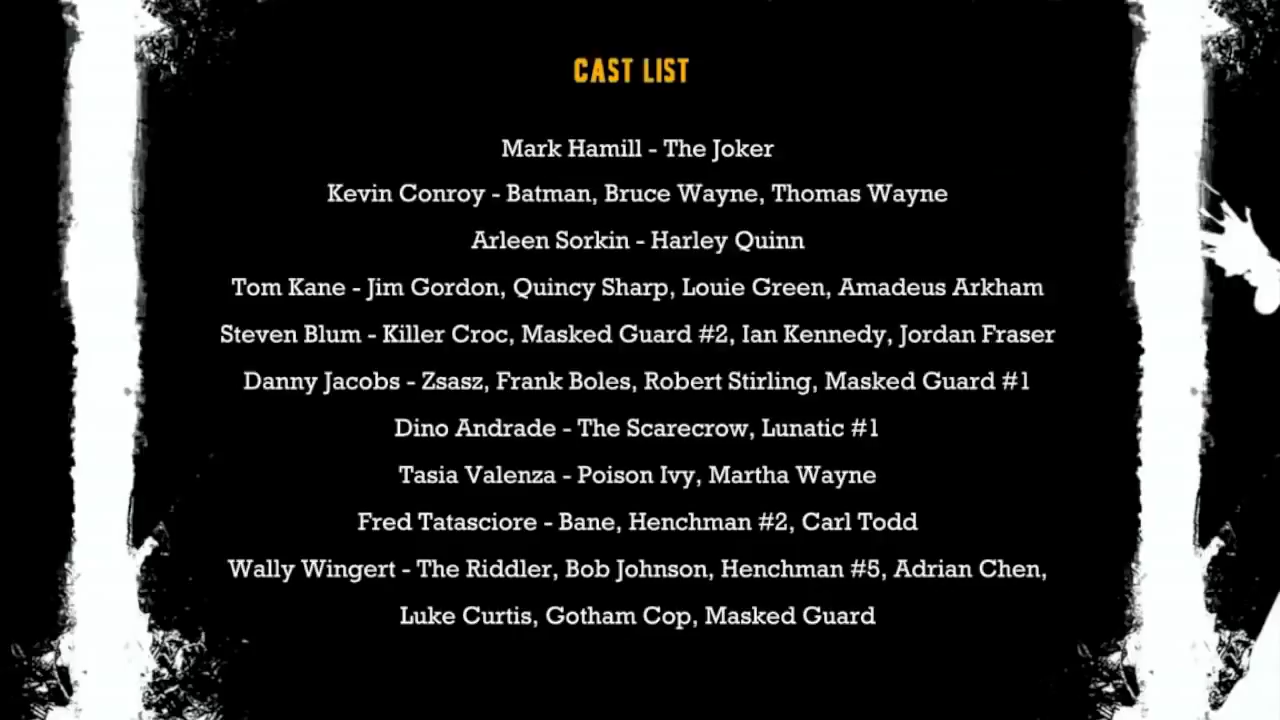 CAST LIST
Mark Hamill - The Joker
Kevin Conroy - Batman, Bruce Wayne, Thomas Wayne
Arleen Sorkin - Harley Quinn
Tom Kane - Jim Gordon, Quincy Sharp, Louie Green, Amadeus Arkham
Steven Blum - Killer Croc, Masked Guard #2, Ian Kennedy, Jordan Fraser
Danny Jacobs - Zsasz, Frank Boles, Robert Stirling, Masked Guard #1
Dino Andrade - The Scarecrow, Lunatic #1
Tasia Valenza - Poison Ivy, Martha Wayne
Fred Tatasciore - Bane, Henchman #2, Carl Todd
Wally Wingert - The Riddler, Bob Johnson, Henchman #5, Adrian Chen,
Luke Curtis, Gotham Cop, Masked Guard